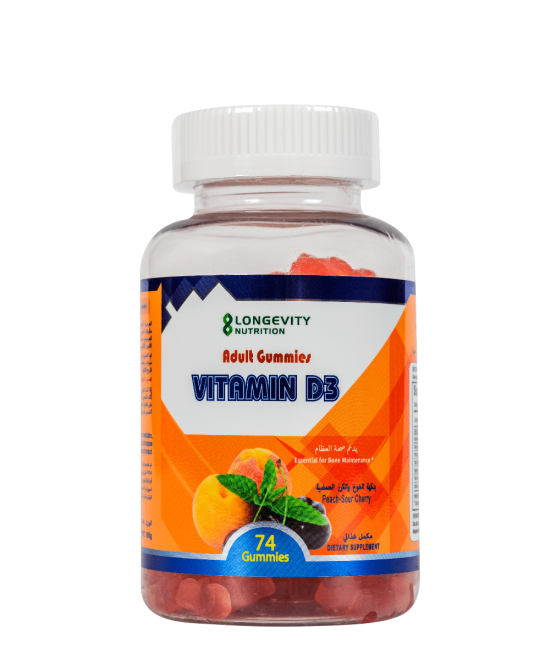 LONGEVITY
NUTRITION
Adult Gummies
VITAMIN D3
يدعم صحة العظام
Essential for Bone Maintenance*
بنكهة الخوخ والكرز الحمضية
Peach-Sour Cherry
مكمل غذائي
DIETARY SUPPLEMENT
74
Gummies